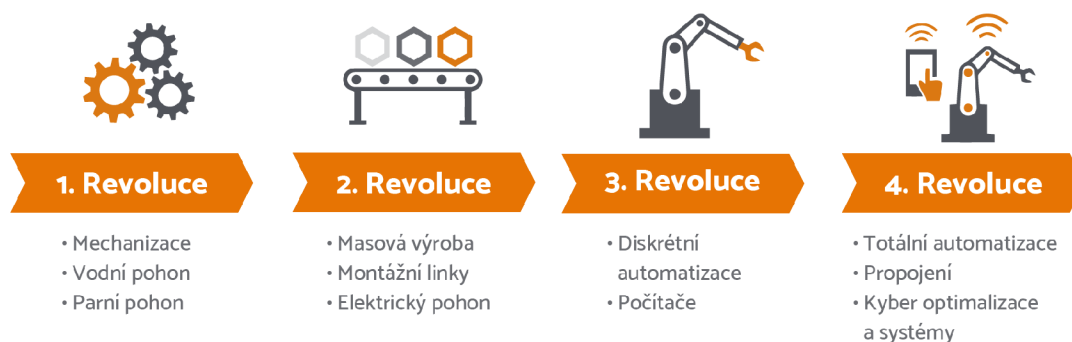 1. Revoluce
• Mechanizace
• Vodní pohon
• Parní pohon
2. Revoluce
• Masová výroba
• Montážní linky
• Elektrický pohon
3. Revoluce
• Diskrétní
automatizace
• Počítače
4. Revoluce
• Totální automatizace
• Propojení
• Kyber optimalizace
a systémy